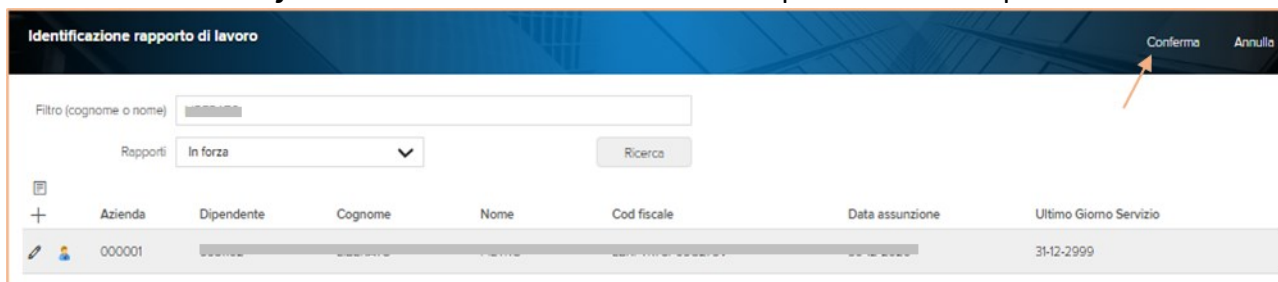 Identificazione rapporto di lavoro
Conferma Annulla
Filtro (cognome o nome)
Rapporti In forza Ricerca
Azienda Dipendente Cognome Nome Cod fiscale Data assunzione Ultimo Giorno Servizio
000001 31-12-2999